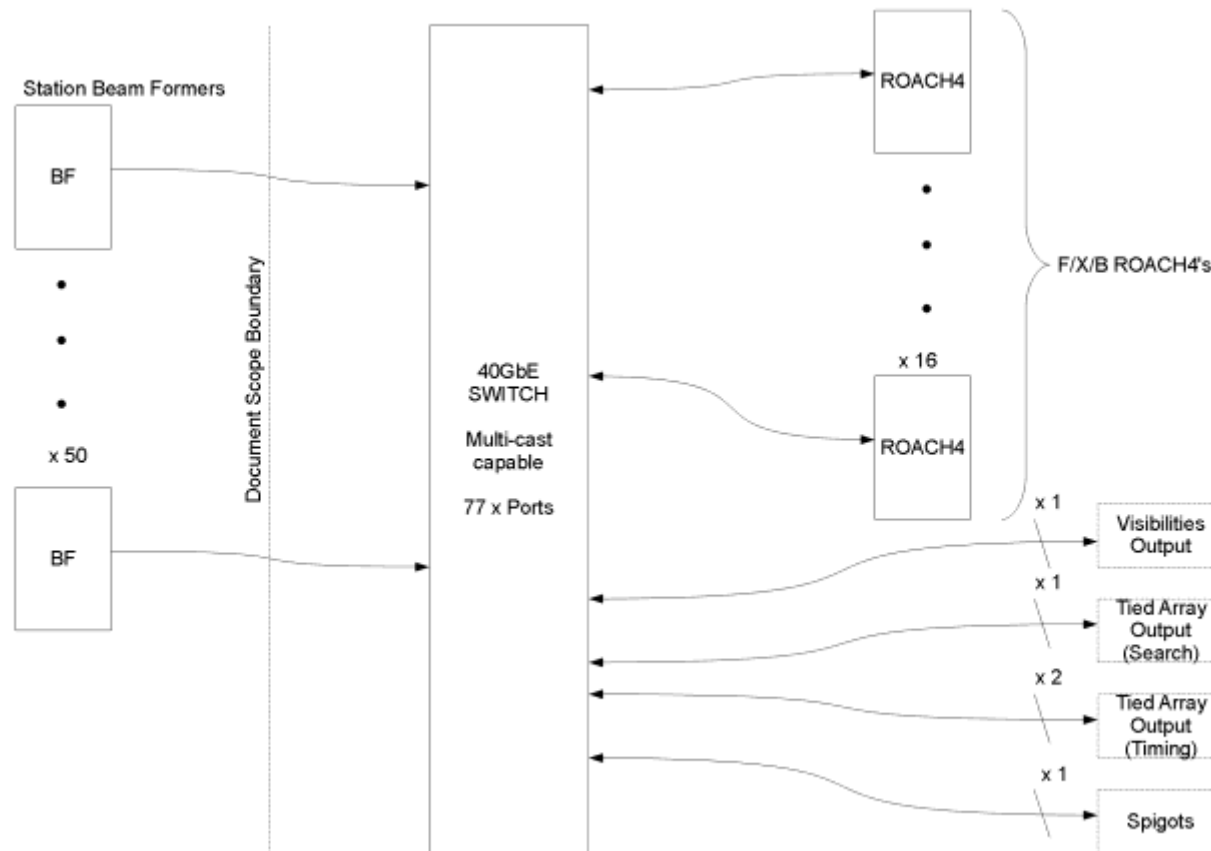 Station Beam Formers
BF
x 50
BF
Document Scope Boundary
40GbE
SWITCH
Multi-cast
capable
77 x Ports
ROACH4
x 16
ROACH4
F/X/B ROACH4's
x 1
Visibilities
Output
x 1
Tied Array
Output
(Search)
x 2
Tied Array
Output
(Timing)
x 1
Spigots